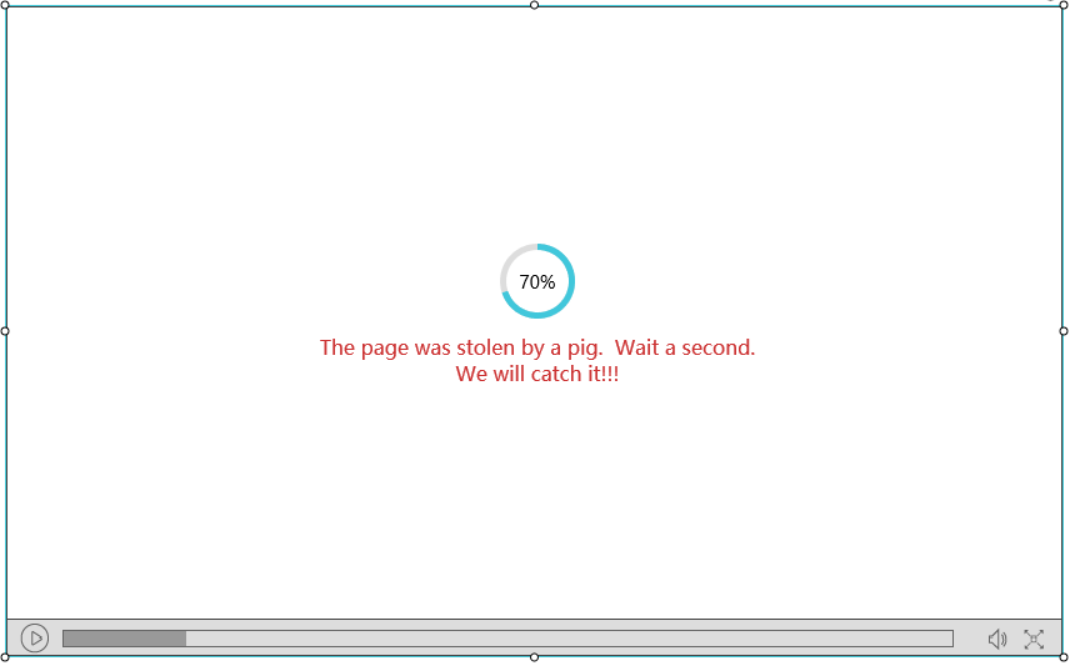 70%
The page was stolen by a pig.  Wait a second.
We will catch it!!!